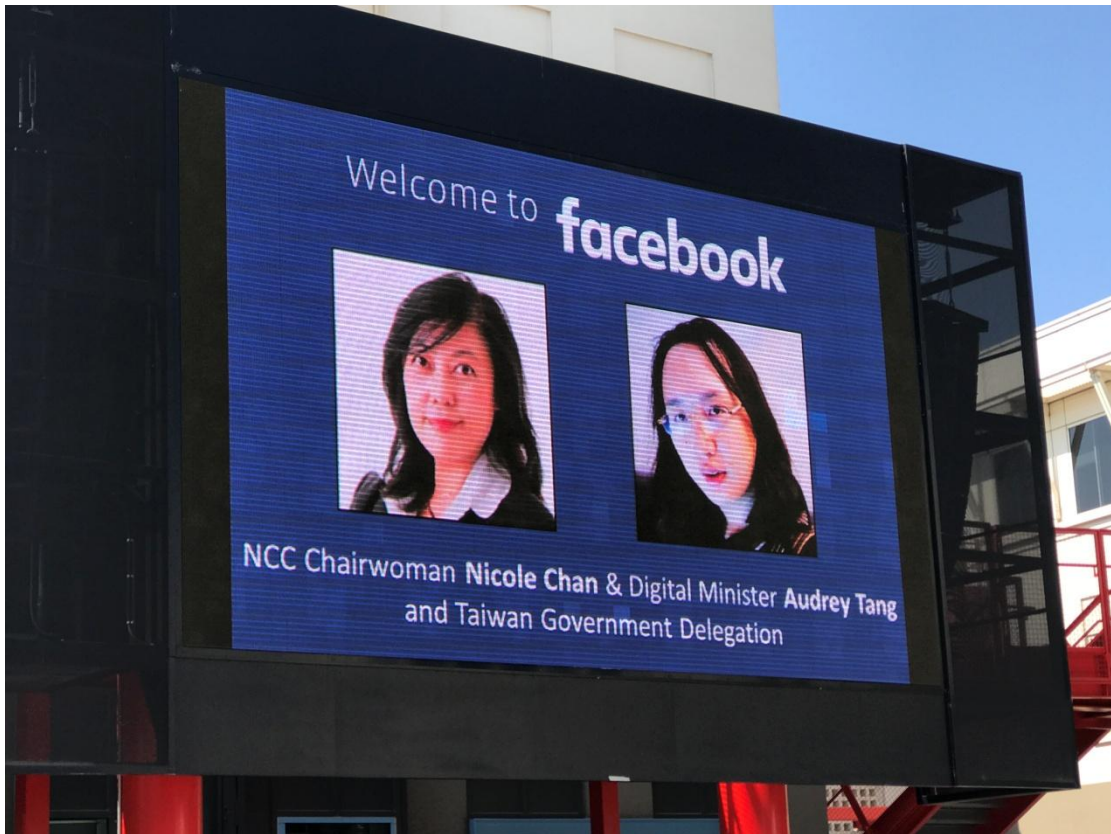 Welcome to facebook
NCC Chairwoman Nicole Chan & Digital Minister Audrey Tang
and Taiwan Government Delegation